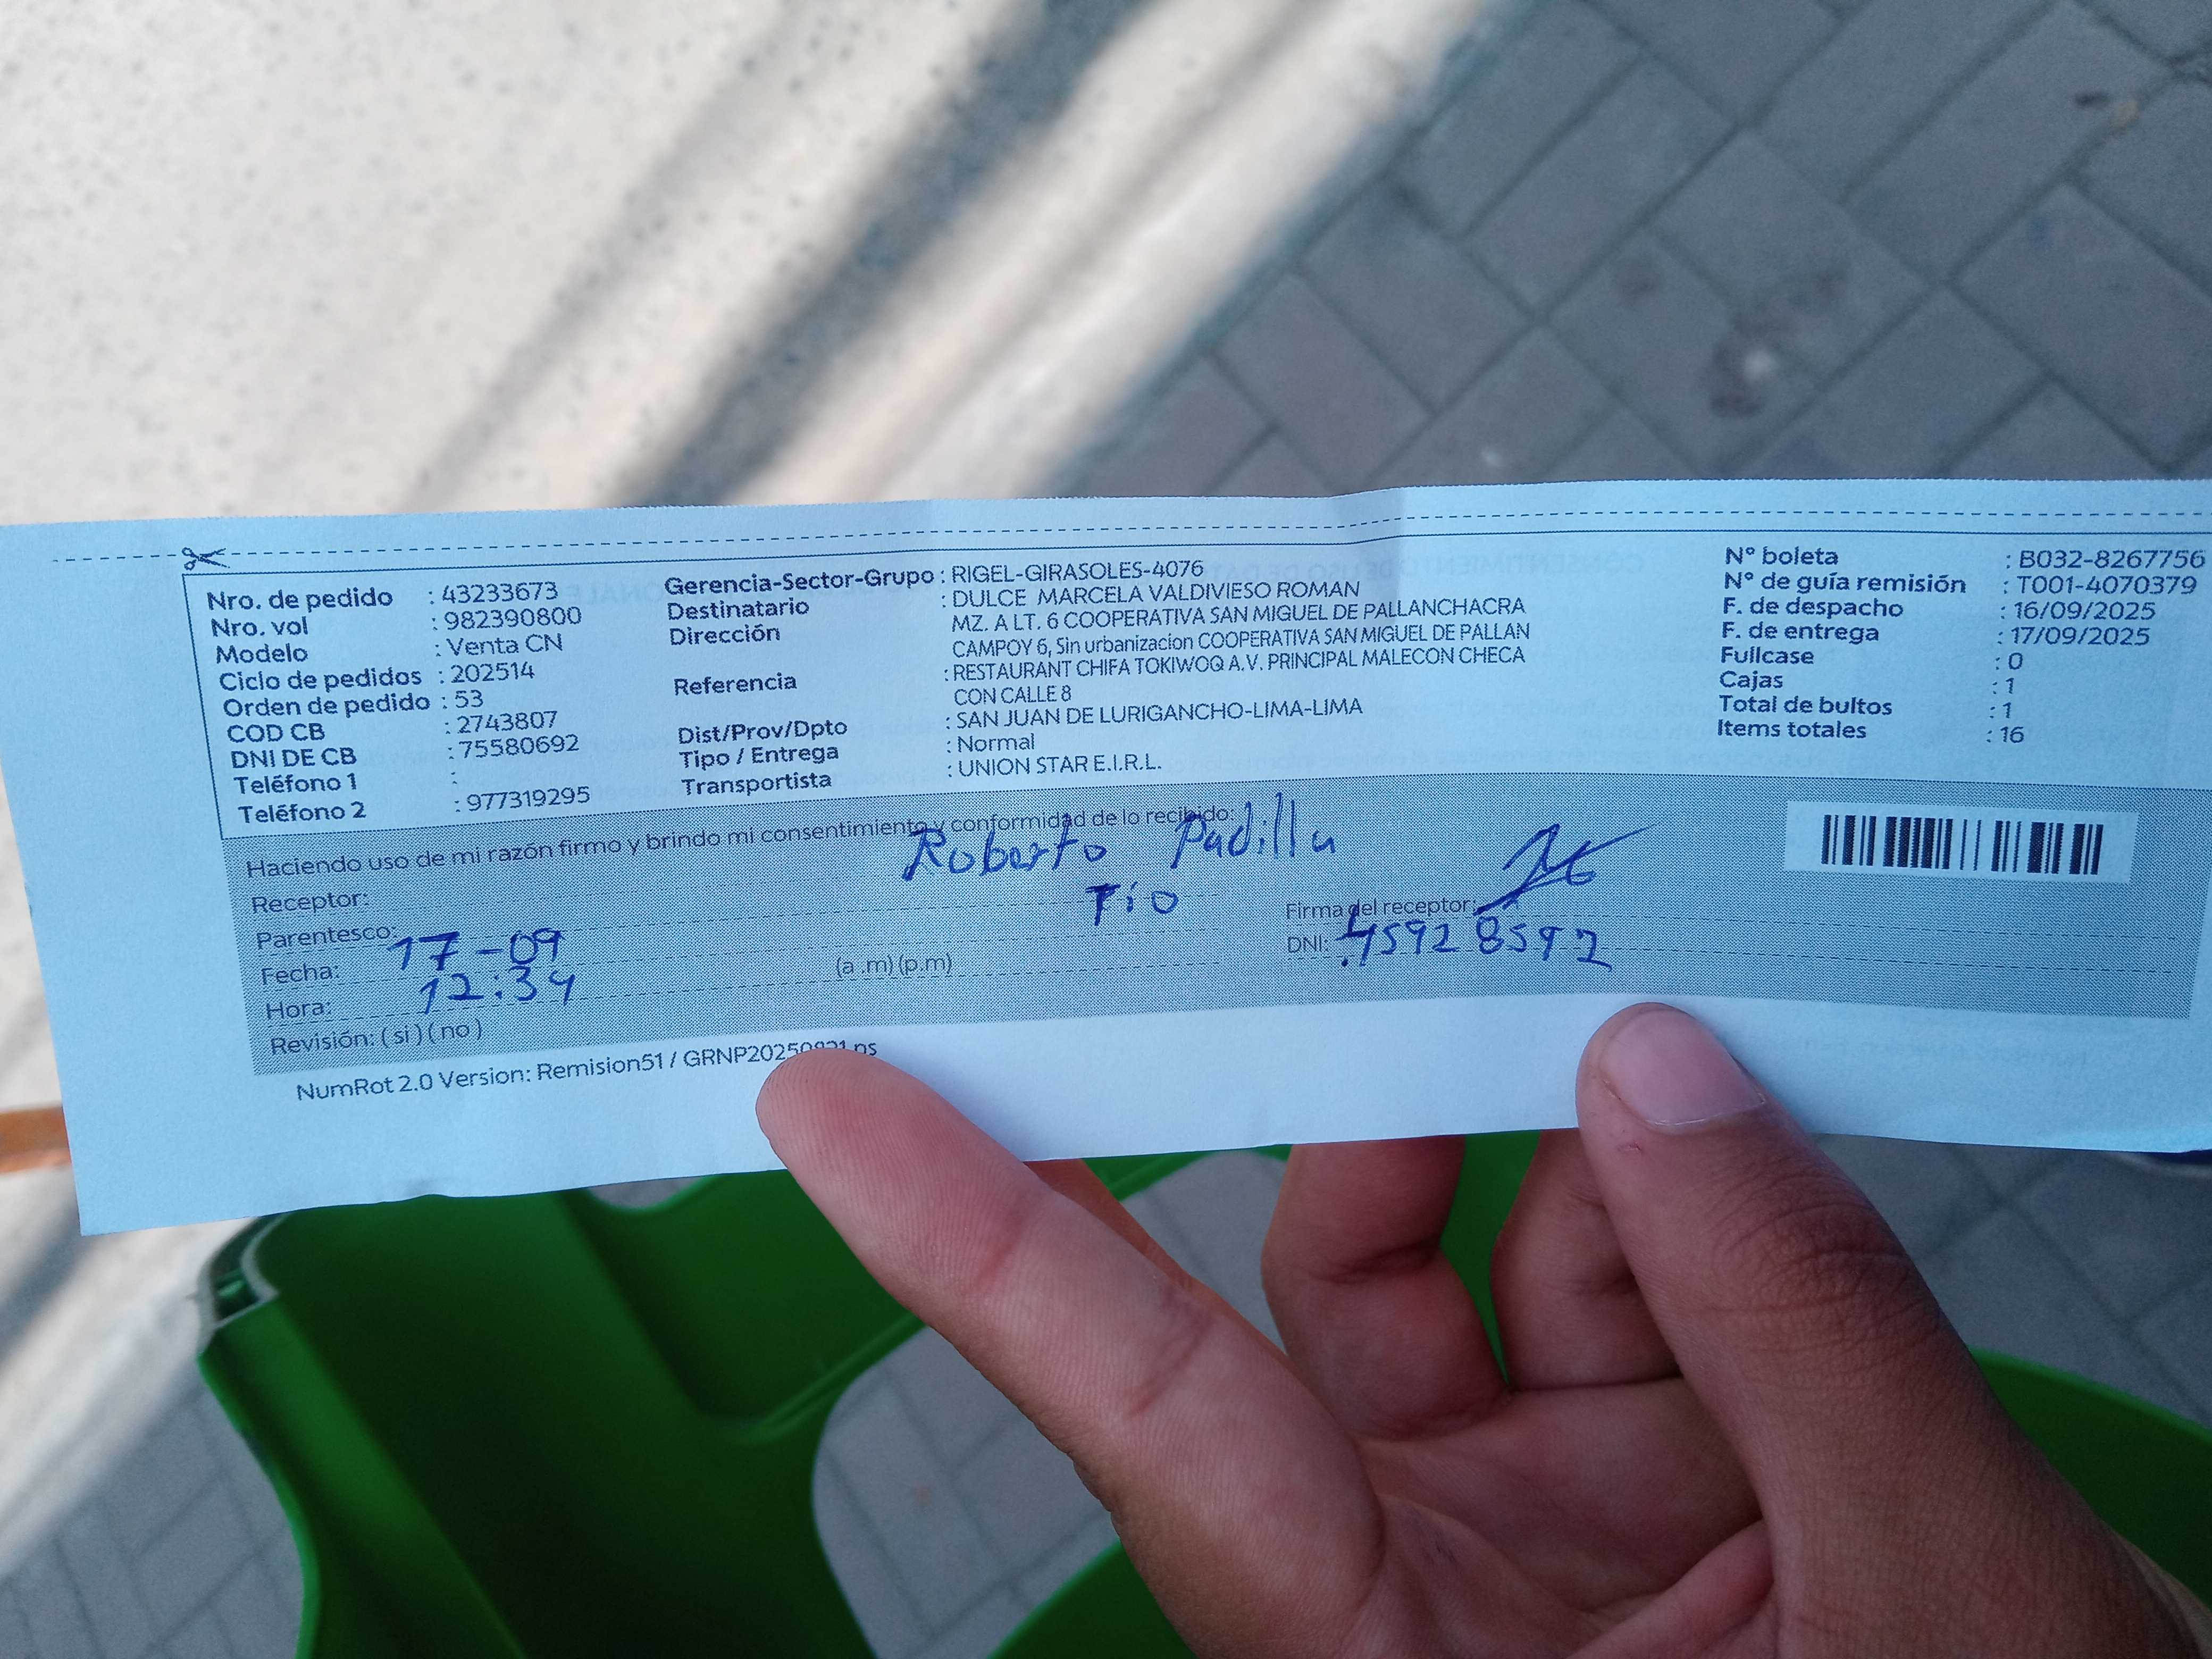 Nro. de pedido : 43233673
Nro. vol : 982390800
Modelo : Venta CN
Ciclo de pedidos : 202514
Orden de pedido : 53
COD CB : 2743807
DNI DE CB : 75580692
Teléfono 1 :
Teléfono 2 : 977319295
Gerencia-Sector-Grupo : RIGEL-GIRASOLES-4076
Destinatario : DULCE MARCELA VALDIVIESO ROMAN
Dirección MZ. A LT. 6 COOPERATIVA SAN MIGUEL DE PALLANCHACRA
CAMPOY 6, Sin urbanizacion COOPERATIVA SAN MIGUEL DE PALLAN
Referencia : RESTAURANT CHIFA TOKIWOQ A.V. PRINCIPAL MALECON CHECA
CON CALLE 8
Dist/Prov/Dpto : SAN JUAN DE LURIGANCHO-LIMA-LIMA
Tipo / Entrega : Normal
Transportista : UNION STAR E.I.R.L.
N° boleta : B032-8267756
N° de guía remisión : T001-4070379
F. de despacho : 16/09/2025
F. de entrega : 17/09/2025
Fullcase : 0
Cajas : 1
Total de bultos : 1
Items totales : 16
Haciendo uso de mi razón firmo y brindo mi consentimiento y conformidad de lo recibido:
Receptor: Roberto Padilla
Parentesco: Tio
Fecha: 17-09
Hora: 12:34 (a .m) (p.m)
Revisión: ( si ) ( no )
Firma del receptor:
DNI: 45928592
NumRot 2.0 Version: Remision51 / GRNP20250821.ps